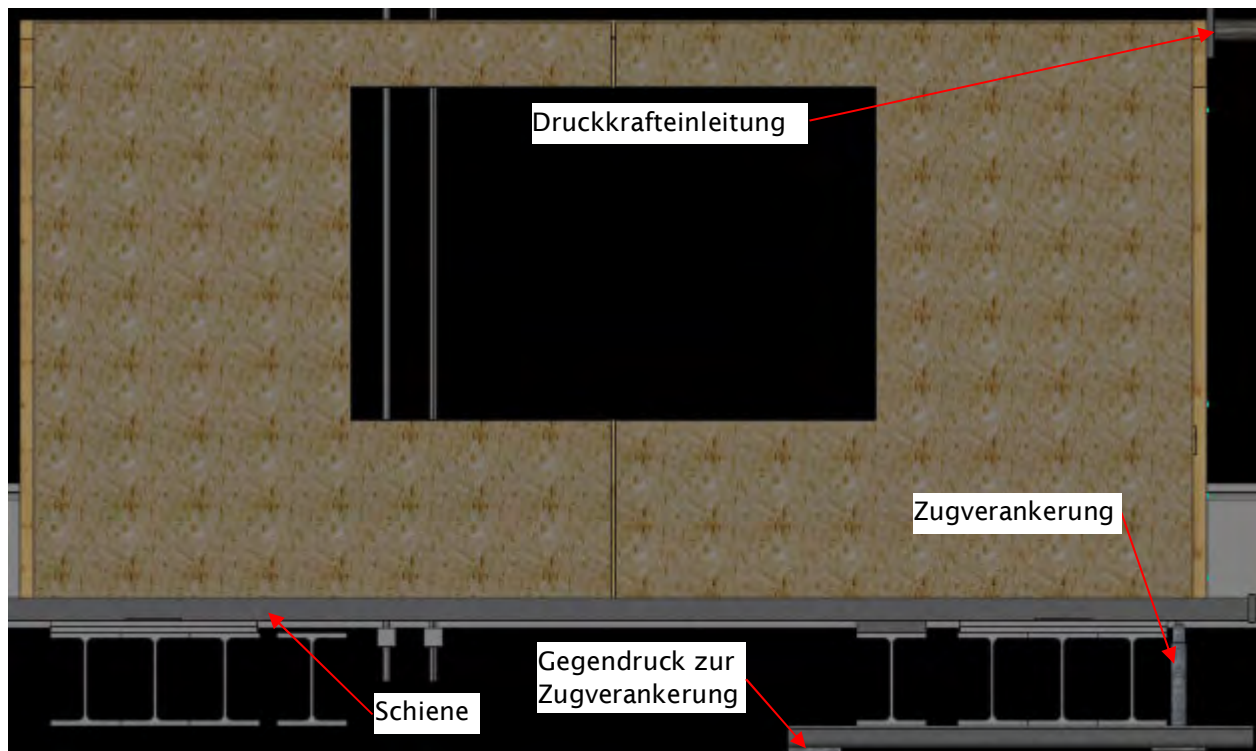 Druckkrafteinleitung
Zugverankerung
Gegendruck zur
Zugverankerung
Schiene